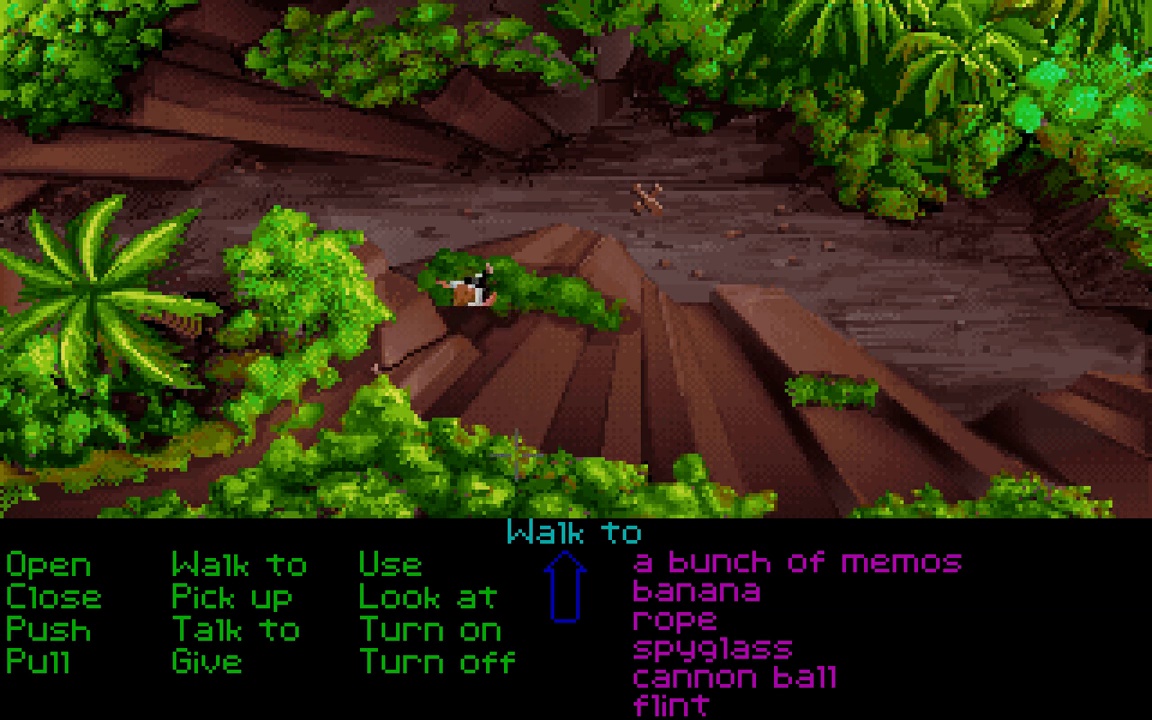 Walk to
Open Walk to Use
Close Pick up Look at
Push Talk to Turn on
Pull Give Turn off
a bunch of memos
banana
rope
spyglass
cannon ball
flint